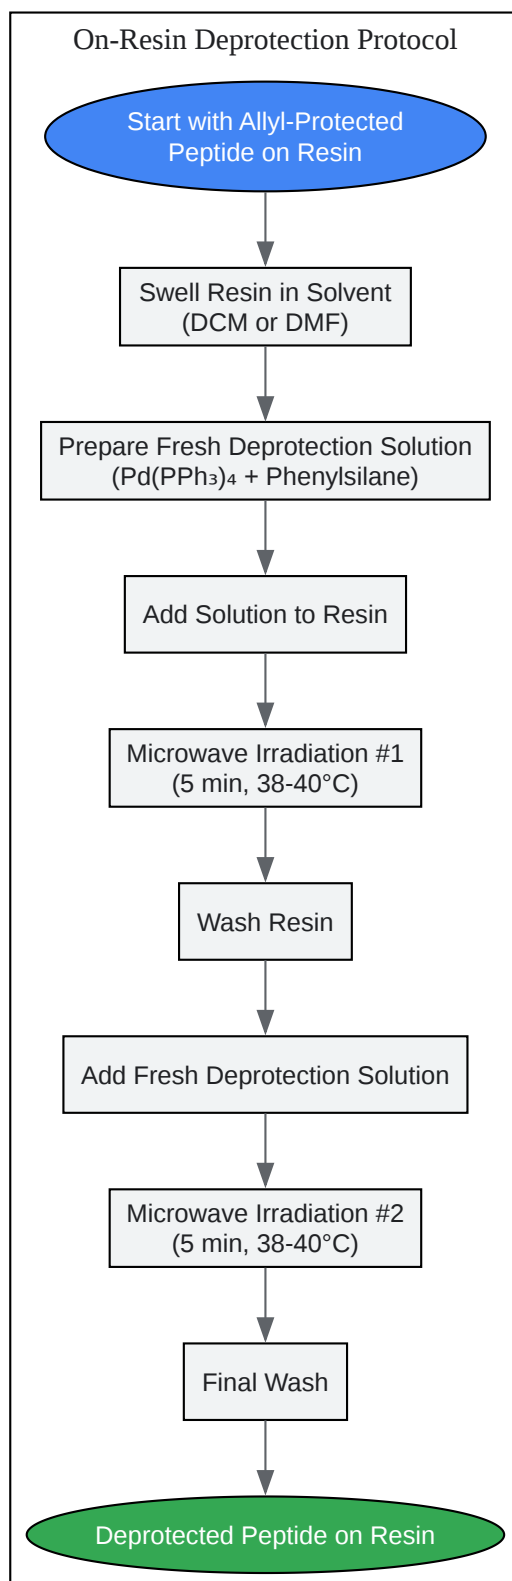 On-Resin Deprotection Protocol
Start with Allyl-Protected
Peptide on Resin
Swell Resin in Solvent
(DCM or DMF)
Prepare Fresh Deprotection Solution
(Pd(PPh₃)₄ + Phenylsilane)
Add Solution to Resin
Microwave Irradiation #1
(5 min, 38-40°C)
Wash Resin
Add Fresh Deprotection Solution
Microwave Irradiation #2
(5 min, 38-40°C)
Final Wash
Deprotected Peptide on Resin